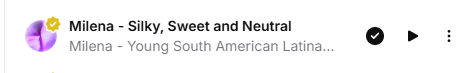 Milena - Silky, Sweet and Neutral
Milena - Young South American Latina...